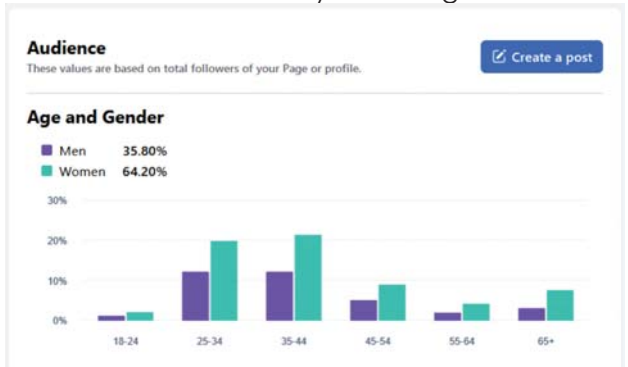 Audience
These values are based on total followers of your Page or profile.
Create a post
Age and Gender
Men 35.80%
Women 64.20%
30%
20%
10%
0%
18-24 25-34 35-44 45-54 55-64 65+